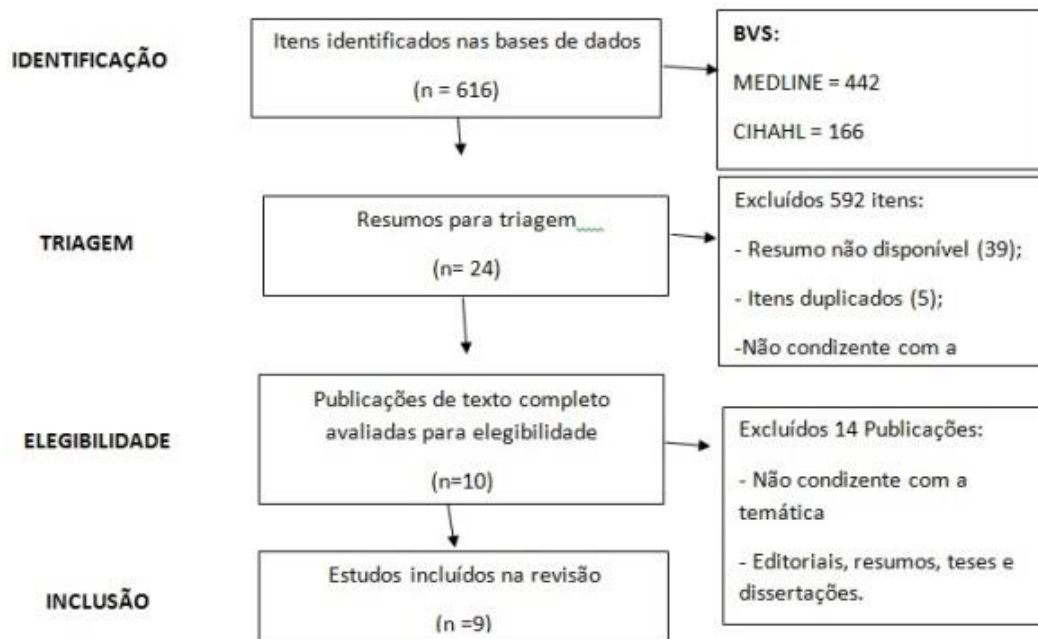 IDENTIFICAÇÃO
Itens identificados nas bases de dados
(n = 616)
BVS:
MEDLINE = 442
CIHAHL = 166
TRIAGEM
Resumos para triagem
(n= 24)
Excluídos 592 itens:
- Resumo não disponível (39);
- Itens duplicados (5);
-Não condizente com a
ELEGIBILIDADE
Publicações de texto completo
avaliadas para elegibilidade
(n=10)
Excluídos 14 Publicações:
- Não condizente com a
temática
- Editoriais, resumos, teses e
dissertações.
INCLUSÃO
Estudos incluídos na revisão
(n =9)